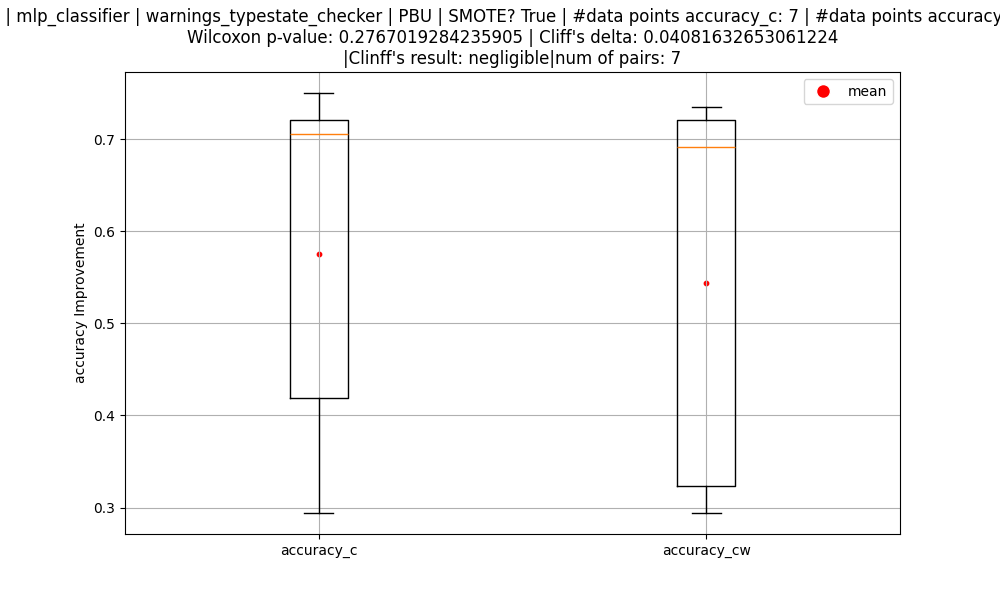 | mlp_classifier | warnings_typestate_checker | PBU | SMOTE? True | #data points accuracy_c: 7 | #data points accuracy
Wilcoxon p-value: 0.2767019284235905 | Cliff's delta: 0.04081632653061224
|Clinff's result: negligible|num of pairs: 7
mean
0.7
0.6
0.5
0.4
0.3
accuracy Improvement
accuracy_c
accuracy_cw